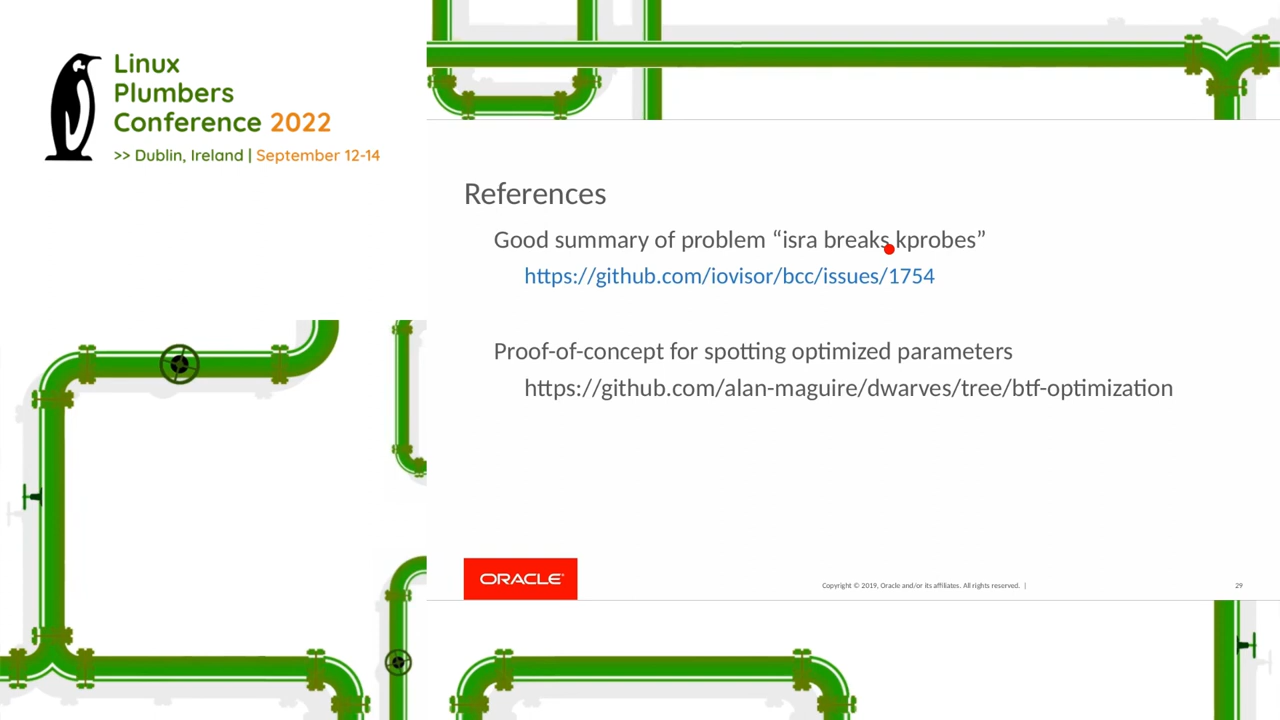 Linux
Plumbers
Conference 2022
>> Dublin, Ireland | September 12-14
References
Good summary of problem “isra breaks kprobes”
https://github.com/iovisor/bcc/issues/1754
Proof-of-concept for spotting optimized parameters
https://github.com/alan-maguire/dwarves/tree/btf-optimization
ORACLE®
Copyright © 2019, Oracle and/or its affiliates. All rights reserved. |
29